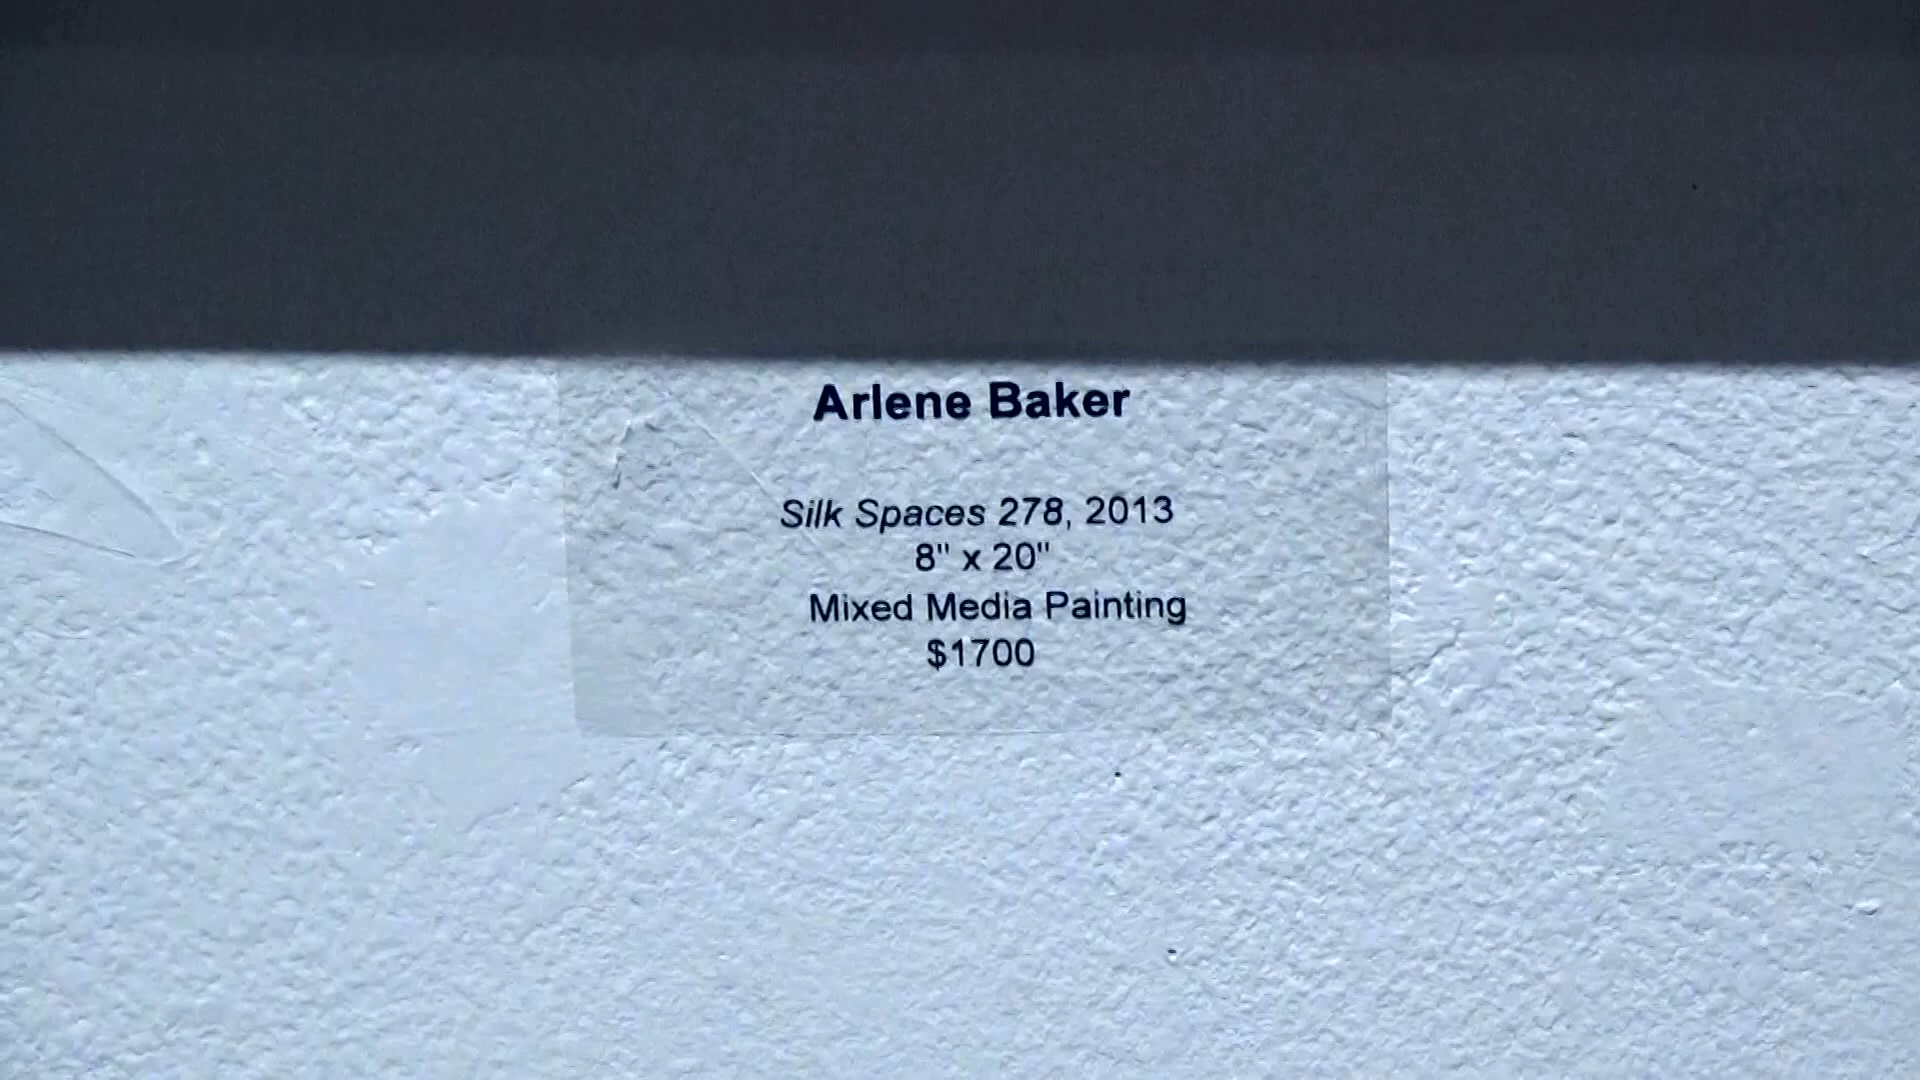 Arlene Baker
Silk Spaces 278, 2013
8" x 20"
Mixed Media Painting
$1700